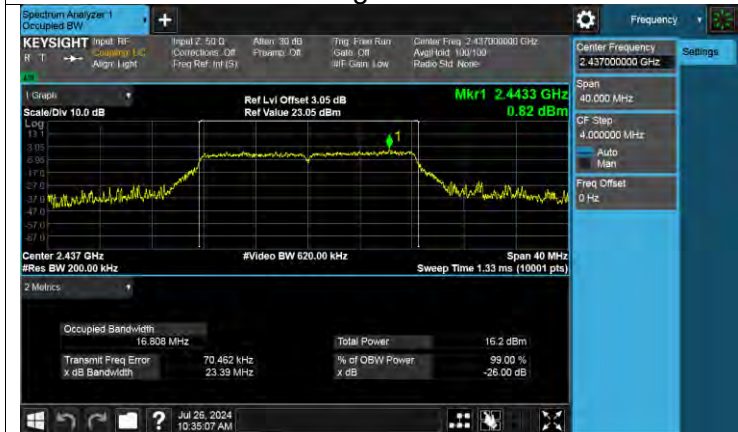 Spectrum Analyzer 1
Occupied BW
Frequency
KEYSIGHT
Input: RF
Coupling: DC
Align: Light
Input Z: 50 Ω
Corrections: Off
Freq Ref: Int (S)
Atten: 30 dB
Preamp: Off
Trig: Free Run
Gate: Off
#IF Gain: Low
Center Freq: 2.437000000 GHz
Avg|Hold: 100/100
Radio Std: None
R T
Center Frequency
2.437000000 GHz
Settings
Span
40.000 MHz
CF Step
4.000000 MHz
Auto
Man
Freq Offset
0 Hz
1 Graph
Scale/Div 10.0 dB
Ref Lvl Offset 3.05 dB
Ref Value 23.05 dBm
Mkr1 2.4433 GHz
0.82 dBm
Log
13.1
3.05
-6.95
-17.0
-27.0
-37.0
-47.0
-57.0
-67.0
1
Center 2.437 GHz
#Video BW 620.00 kHz
Span 40 MHz
#Res BW 200.00 kHz
Sweep Time 1.33 ms (10001 pts)
2 Metrics
Occupied Bandwidth
16.808 MHz
Total Power 16.2 dBm
Transmit Freq Error 70.462 kHz
% of OBW Power 99.00 %
x dB Bandwidth 23.39 MHz
x dB -26.00 dB
?
Jul 26, 2024
10:35:07 AM